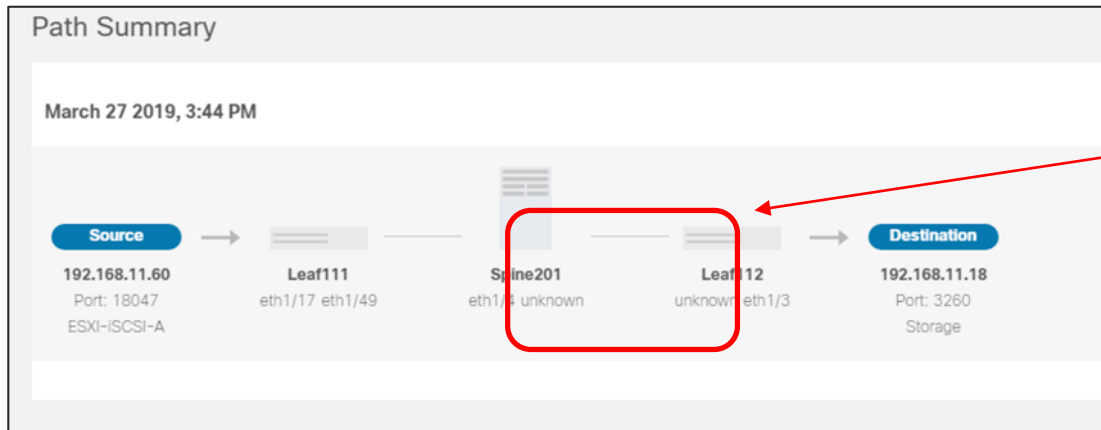 Path Summary
March 27 2019, 3:44 PM
Source
192.168.11.60
Port: 18047
ESXI-iSCSI-A
Leaf111
eth1/17 eth1/49
Spine201
eth1/4 unknown
Leaf112
unknown eth1/3
Destination
192.168.11.18
Port: 3260
Storage